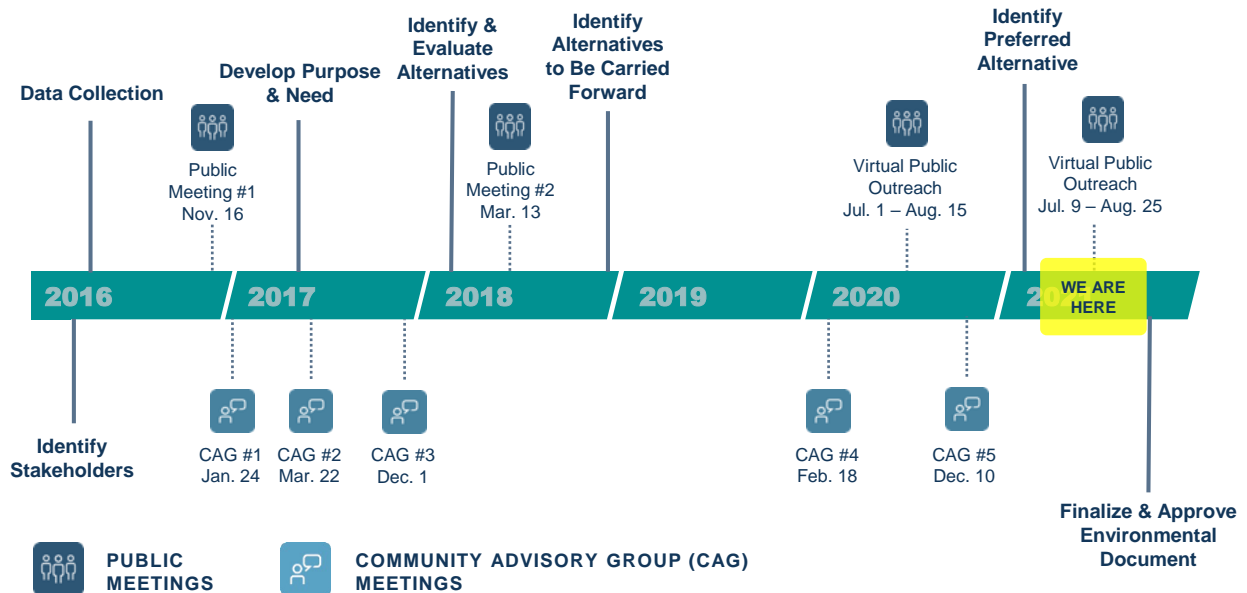 Data Collection
Public
Meeting #1
Nov. 16
Develop Purpose
& Need
Identify &
Evaluate
Alternatives
Public
Meeting #2
Mar. 13
Identify
Alternatives
to Be Carried
Forward
Virtual Public
Outreach
Jul. 1 – Aug. 15
Identify
Preferred
Alternative
Virtual Public
Outreach
Jul. 9 – Aug. 25
2016
2017
2018
2019
2020
WE ARE
HERE
Identify
Stakeholders
CAG #1
Jan. 24
CAG #2
Mar. 22
CAG #3
Dec. 1
CAG #4
Feb. 18
CAG #5
Dec. 10
Finalize & Approve
Environmental
Document
PUBLIC
MEETINGS
COMMUNITY ADVISORY GROUP (CAG)
MEETINGS